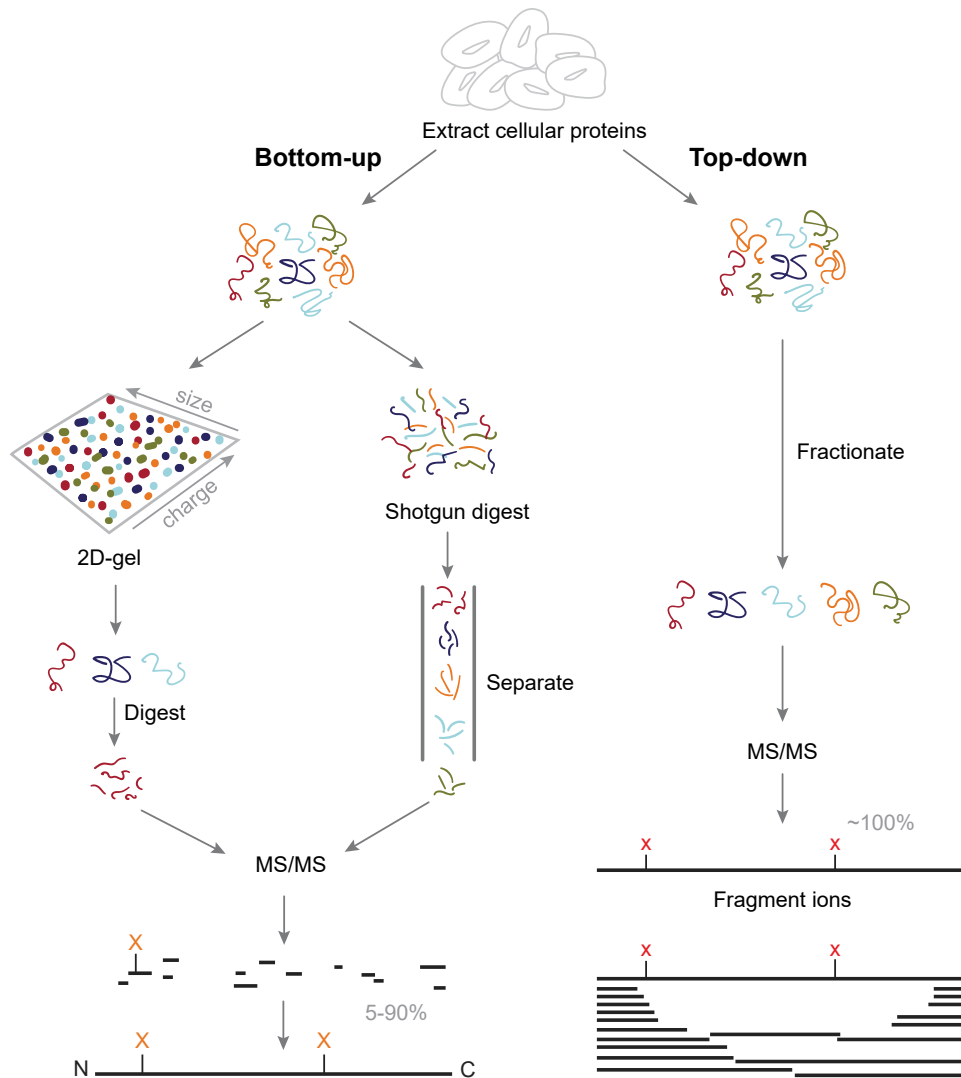 Extract cellular proteins
Bottom-up
Top-down
size
charge
2D-gel
Shotgun digest
Fractionate
Digest
Separate
MS/MS
MS/MS
~100%
x x
Fragment ions
x x
X
5-90%
X X
N C